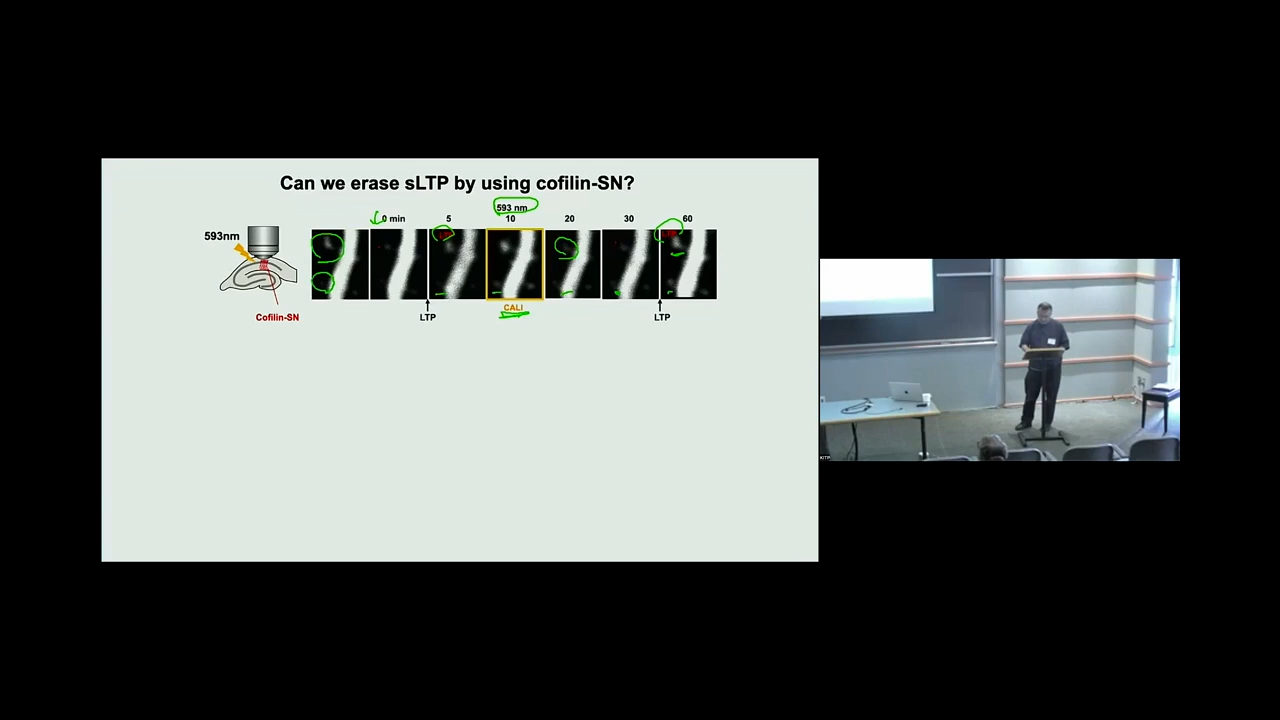 Can we erase sLTP by using cofilin-SN?
593 nm
0 min 5 10 20 30 60
593nm
CALI
LTP LTP
Cofilin-SN
KITP